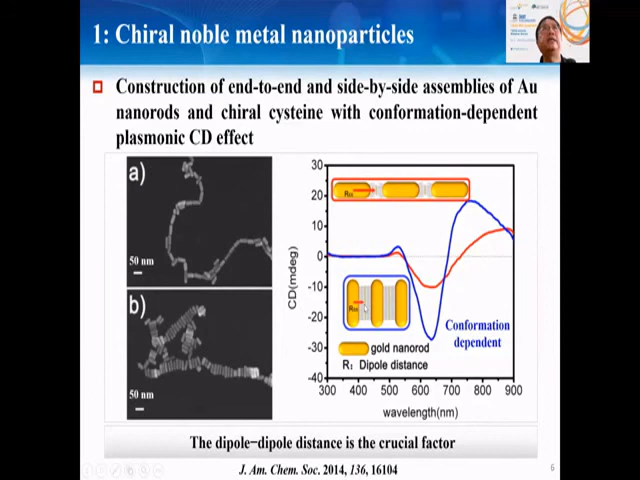 1: Chiral noble metal nanoparticles
Construction of end-to-end and side-by-side assemblies of Au
nanorods and chiral cysteine with conformation-dependent
plasmonic CD effect
a)
50 nm
b)
50 nm
30
20
10
0
-10
-20
-30
-40
CD(mdeg)
300 400 500 600 700 800 900
wavelength(nm)
Conformation
dependent
gold nanorod
R: Dipole distance
The dipole−dipole distance is the crucial factor
J. Am. Chem. Soc. 2014, 136, 16104
6